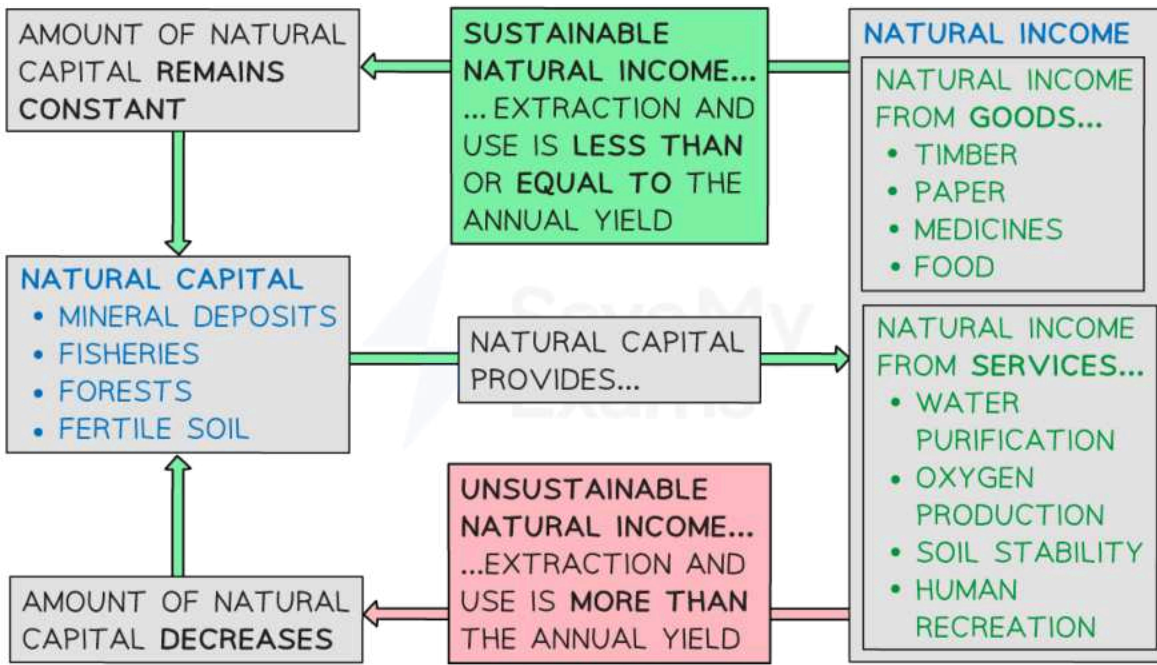 AMOUNT OF NATURAL
CAPITAL REMAINS
CONSTANT
SUSTAINABLE
NATURAL INCOME...
...EXTRACTION AND
USE IS LESS THAN
OR EQUAL TO THE
ANNUAL YIELD
NATURAL INCOME
NATURAL INCOME
FROM GOODS...
• TIMBER
• PAPER
• MEDICINES
• FOOD
NATURAL CAPITAL
• MINERAL DEPOSITS
• FISHERIES
• FORESTS
• FERTILE SOIL
NATURAL CAPITAL
PROVIDES...
Save My
Exams
NATURAL INCOME
FROM SERVICES...
• WATER
PURIFICATION
• OXYGEN
PRODUCTION
• SOIL STABILITY
• HUMAN
RECREATION
UNSUSTAINABLE
NATURAL INCOME...
...EXTRACTION AND
USE IS MORE THAN
THE ANNUAL YIELD
AMOUNT OF NATURAL
CAPITAL DECREASES